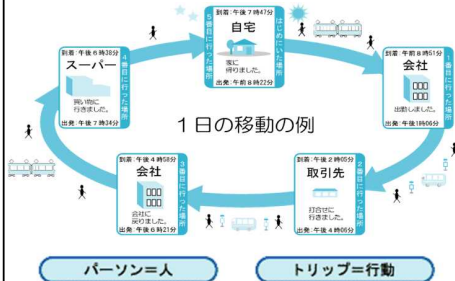 到着:午後7時47分
自宅
家に
帰りました。
出発:午前8時22分
5番目に行った場所
はじめにいた場所
到着:午前8時51分
会社
出勤しました。
出発:午後1時06分
1番目に行った場所
到着:午後2時05分
取引先
打合せに
行きました。
出発:午後4時06分
2番目に行った場所
到着:午後4時58分
会社
会社に
戻りました。
出発:午後6時21分
3番目に行った場所
到着:午後6時38分
スーパー
買い物に
行きました。
出発:午後7時34分
4番目に行った場所
1日の移動の例
パーソン=人
トリップ=行動